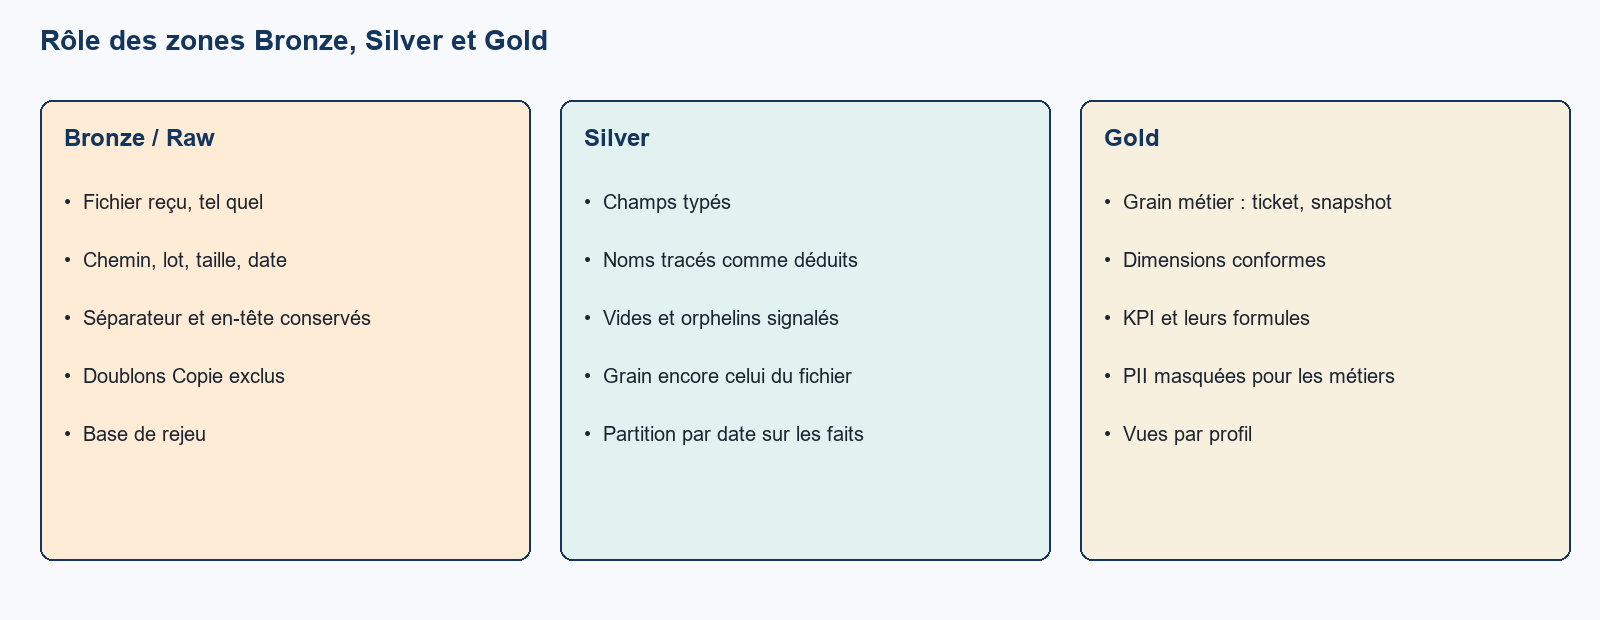 Rôle des zones Bronze, Silver et Gold
Bronze / Raw
• Fichier reçu, tel quel
• Chemin, lot, taille, date
• Séparateur et en-tête conservés
• Doublons Copie exclus
• Base de rejeu
Silver
• Champs typés
• Noms tracés comme déduits
• Vides et orphelins signalés
• Grain encore celui du fichier
• Partition par date sur les faits
Gold
• Grain métier : ticket, snapshot
• Dimensions conformes
• KPI et leurs formules
• PII masquées pour les métiers
• Vues par profil